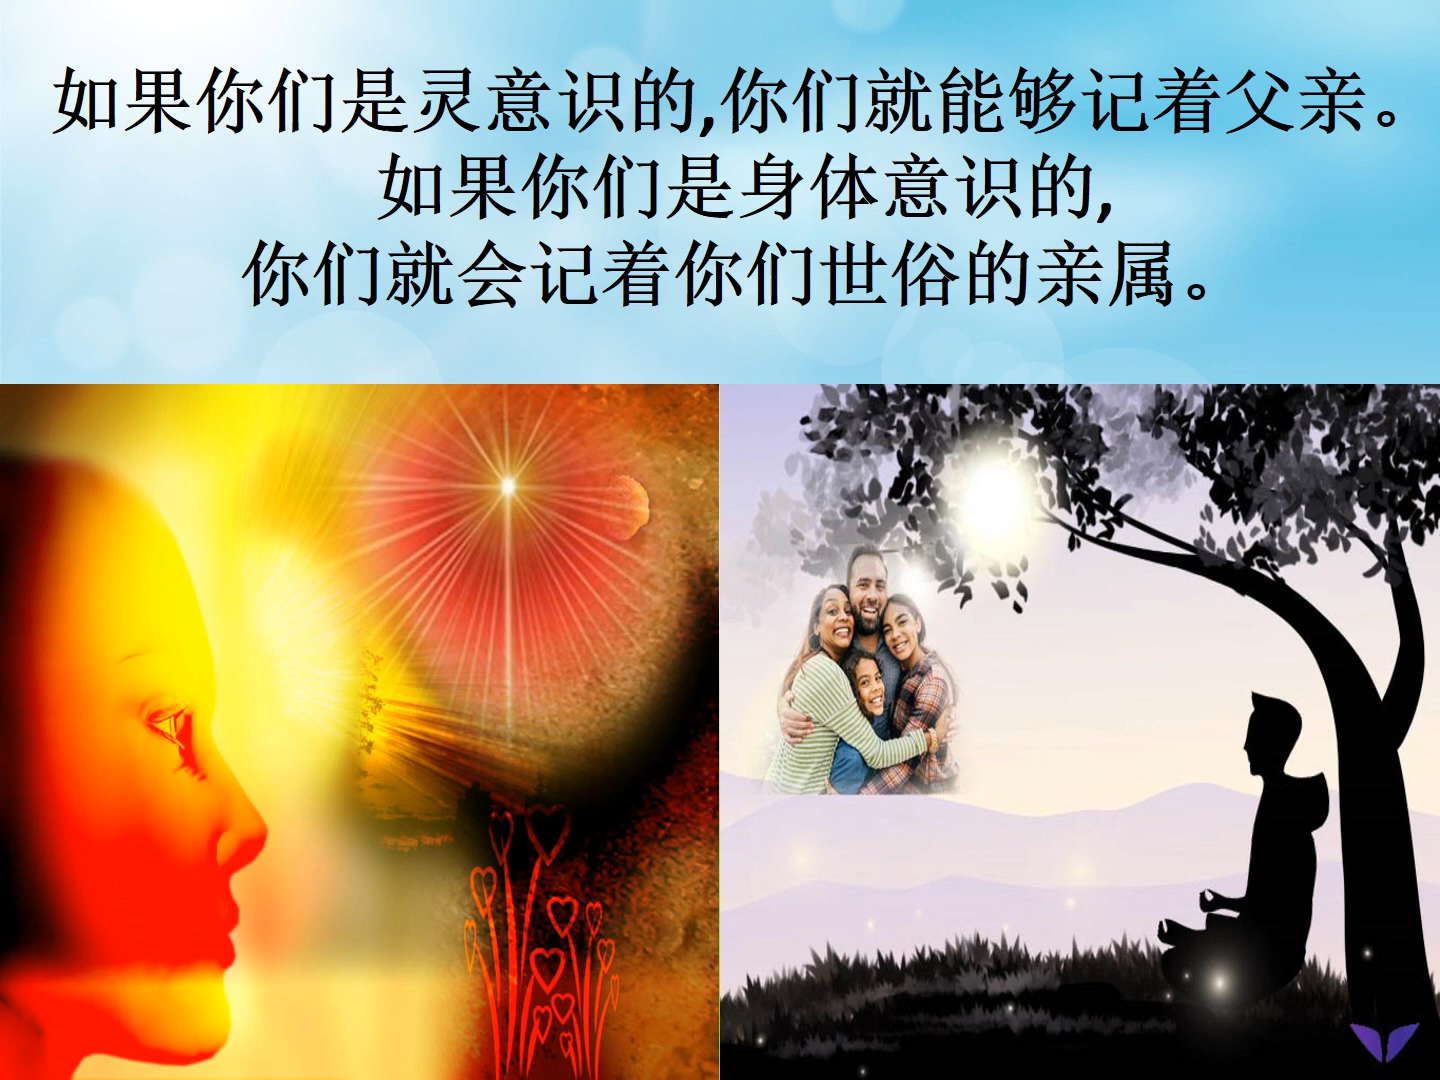 如果你们是灵意识的,你们就能够记着父亲。
如果你们是身体意识的,
你们就会记着你们世俗的亲属。